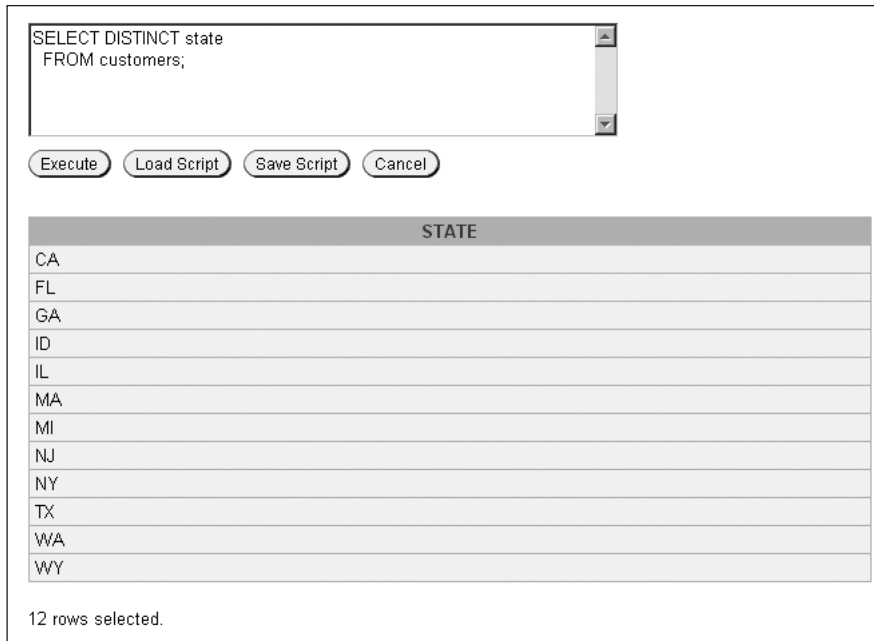 SELECT DISTINCT state
FROM customers;
Execute Load Script Save Script Cancel
STATE
CA
FL
GA
ID
IL
MA
MI
NJ
NY
TX
WA
WY
12 rows selected.